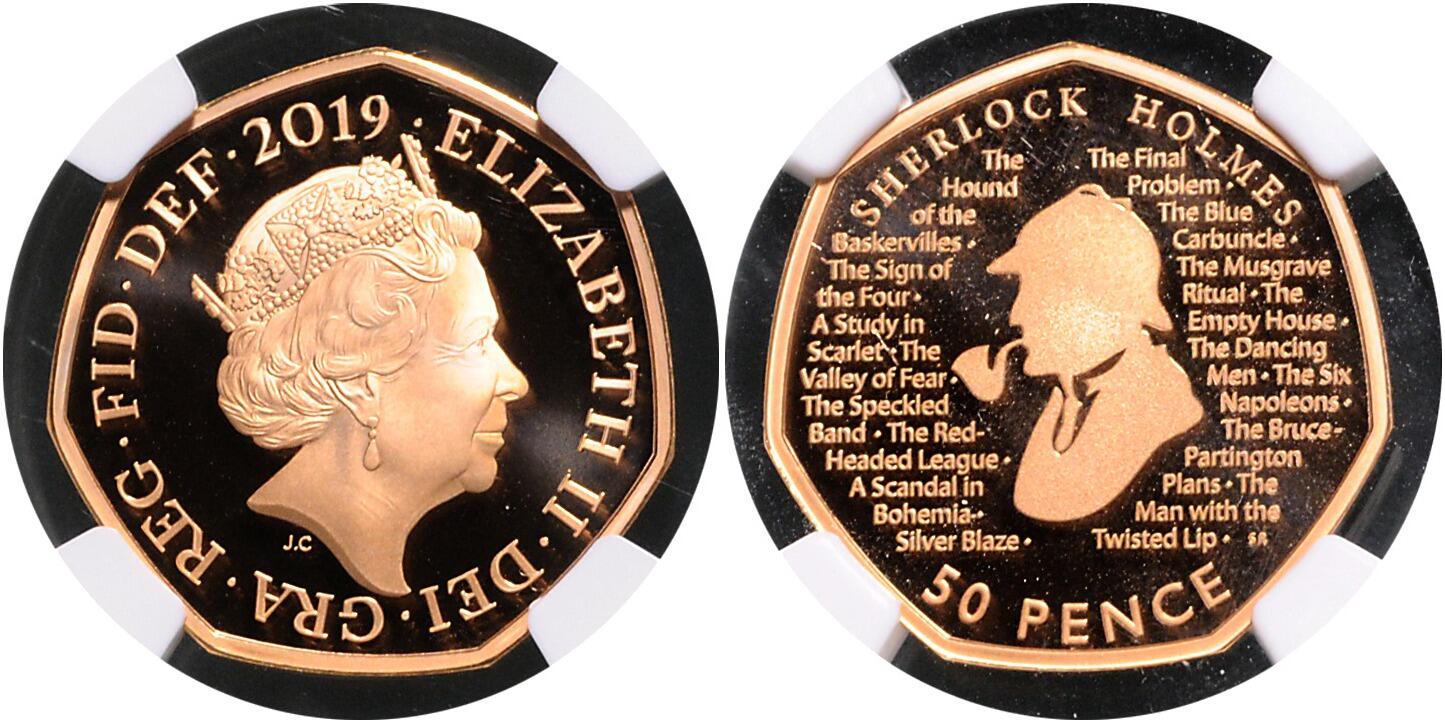 ELIZABETH II · DEI · GRA · REG · FID · DEF · 2019 ·
J.C
SHERLOCK HOLMES
The
Hound
of the
Baskervilles ·
The Sign of
the Four ·
A Study in
Scarlet · The
Valley of Fear ·
The Speckled
Band · The Red-
Headed League ·
A Scandal in
Bohemia ·
Silver Blaze ·
The Final
Problem ·
The Blue
Carbuncle ·
The Musgrave
Ritual · The
Empty House ·
The Dancing
Men · The Six
Napoleons ·
The Bruce-
Partington
Plans · The
Man with the
Twisted Lip ·
SR
50 PENCE